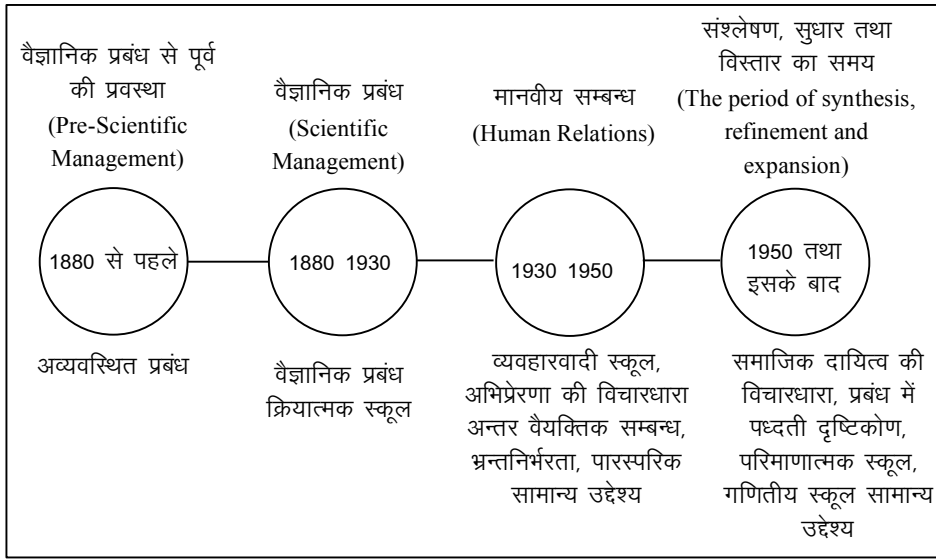 वैज्ञानिक प्रबंध से पूर्व
की प्रवस्था
(Pre-Scientific
Management)
वैज्ञानिक प्रबंध
(Scientific
Management)
मानवीय सम्बन्ध
(Human Relations)
संश्लेषण, सुधार तथा
विस्तार का समय
(The period of synthesis,
refinement and
expansion)
1880 से पहले
1880 1930
1930 1950
1950 तथा
इसके बाद
अव्यवस्थित प्रबंध
वैज्ञानिक प्रबंध
क्रियात्मक स्कूल
व्यवहारवादी स्कूल,
अभिप्रेरणा की विचारधारा
अन्तर वैयक्तिक सम्बन्ध,
भ्रन्तनिर्भरता, पारस्परिक
सामान्य उद्देश्य
समाजिक दायित्व की
विचारधारा, प्रबंध में
पध्दती दृष्टिकोण,
परिमाणात्मक स्कूल,
गणितीय स्कूल सामान्य
उद्देश्य